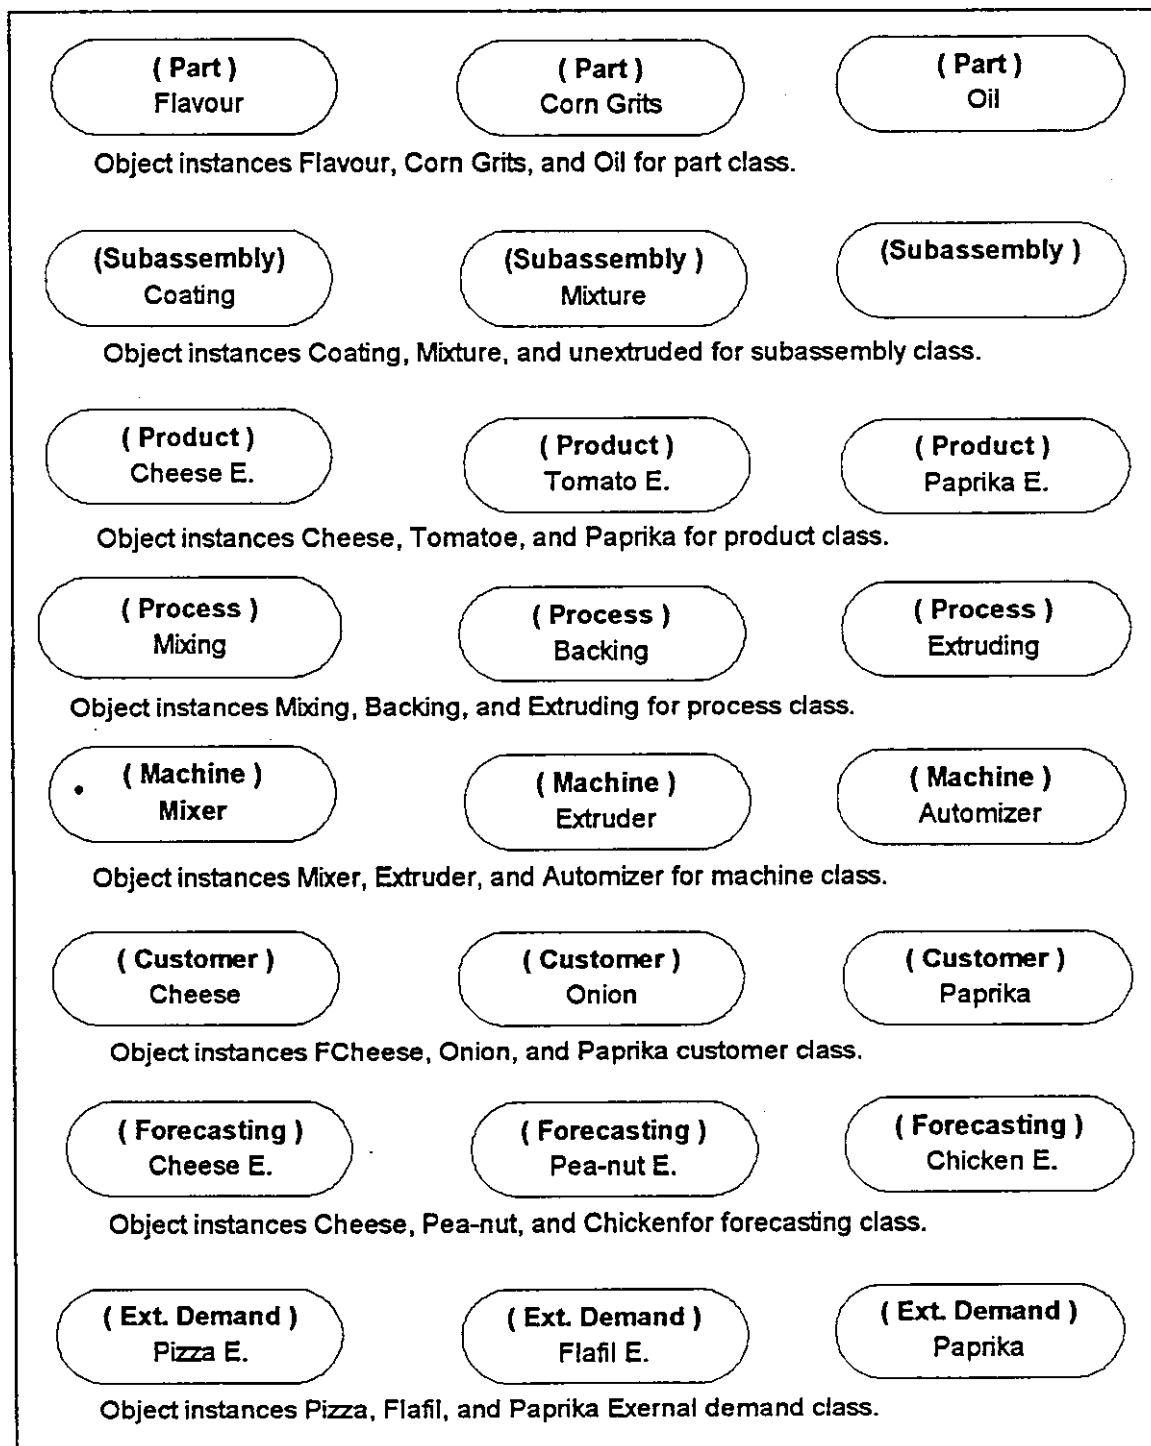 ( Part )
Flavour
( Part )
Corn Grits
( Part )
Oil
Object instances Flavour, Corn Grits, and Oil for part class.
(Subassembly)
Coating
(Subassembly )
Mixture
(Subassembly )
Object instances Coating, Mixture, and unextruded for subassembly class.
( Product )
Cheese E.
( Product )
Tomato E.
( Product )
Paprika E.
Object instances Cheese, Tomatoe, and Paprika for product class.
( Process )
Mixing
( Process )
Backing
( Process )
Extruding
Object instances Mixing, Backing, and Extruding for process class.
( Machine )
Mixer
( Machine )
Extruder
( Machine )
Automizer
Object instances Mixer, Extruder, and Automizer for machine class.
( Customer )
Cheese
( Customer )
Onion
( Customer )
Paprika
Object instances FCheese, Onion, and Paprika customer class.
( Forecasting )
Cheese E.
( Forecasting )
Pea-nut E.
( Forecasting )
Chicken E.
Object instances Cheese, Pea-nut, and Chickenfor forecasting class.
( Ext. Demand )
Pizza E.
( Ext. Demand )
Flafil E.
( Ext. Demand )
Paprika
Object instances Pizza, Flafil, and Paprika Exernal demand class.